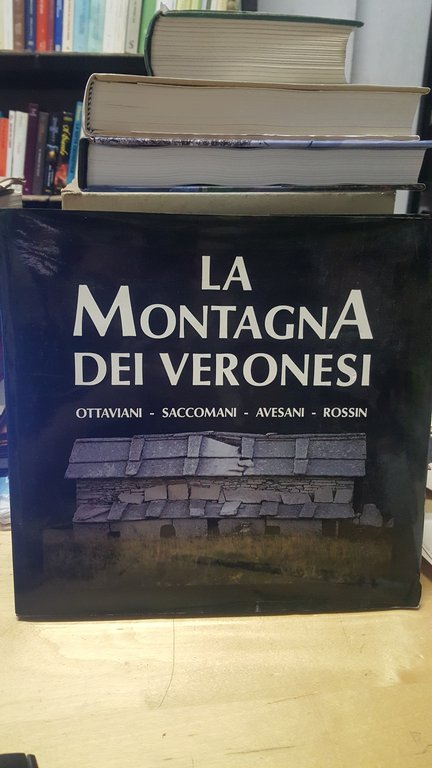 LA
MONTAGNA
DEI VERONESI
OTTAVIANI - SACCOMANI - AVESANI - ROSSIN